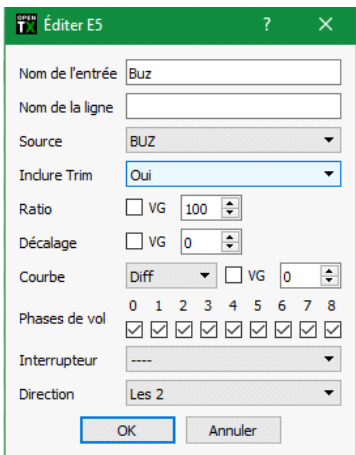 OPEN TX Éditer E5 ? ×
Nom de l'entrée Buz
Nom de la ligne
Source BUZ
Inclure Trim Oui
Ratio VG 100
Décalage VG 0
Courbe Diff VG 0
0 1 2 3 4 5 6 7 8
Phases de vol
Interrupteur ----
Direction Les 2
OK Annuler